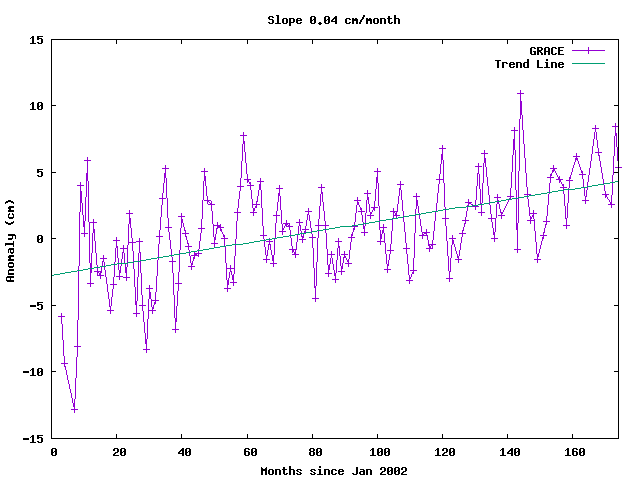 Slope 0.04 cm/month
GRACE
Trend Line
15
10
5
0
-5
-10
-15
Anomaly (cm)
0 20 40 60 80 100 120 140 160
Months since Jan 2002